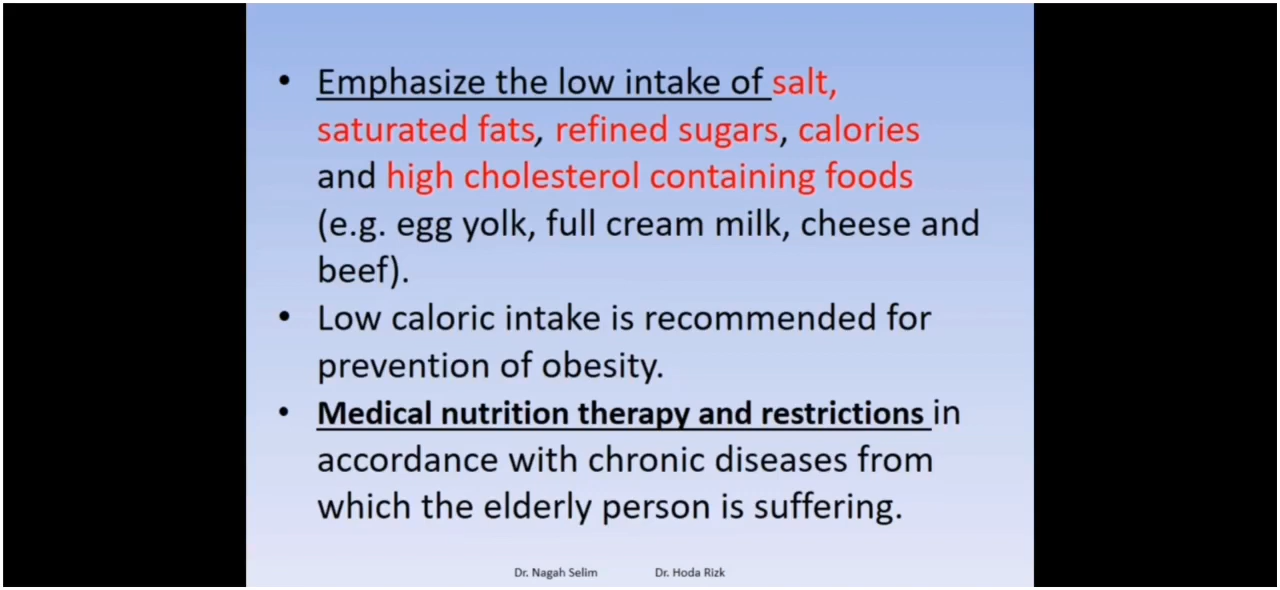 • Emphasize the low intake of salt,
saturated fats, refined sugars, calories
and high cholesterol containing foods
(e.g. egg yolk, full cream milk, cheese and
beef).
• Low caloric intake is recommended for
prevention of obesity.
• Medical nutrition therapy and restrictions in
accordance with chronic diseases from
which the elderly person is suffering.
Dr. Nagah Selim Dr. Hoda Rizk